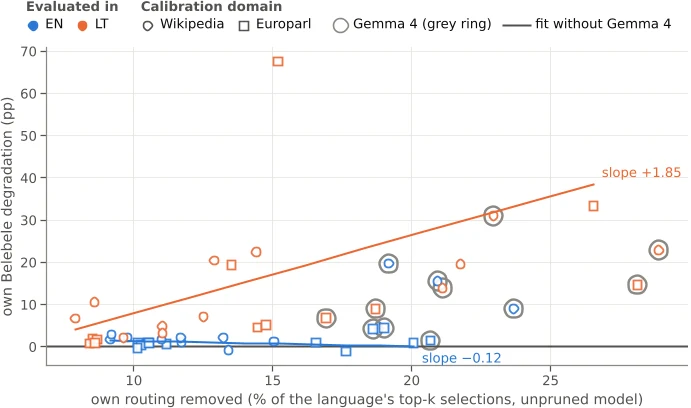 Evaluated in
Calibration domain
EN LT Wikipedia Europarl Gemma 4 (grey ring) fit without Gemma 4
70
60
50
40
30
20
10
0
own Belebele degradation (pp)
slope +1.85
slope −0.12
10 15 20 25
own routing removed (% of the language's top-k selections, unpruned model)